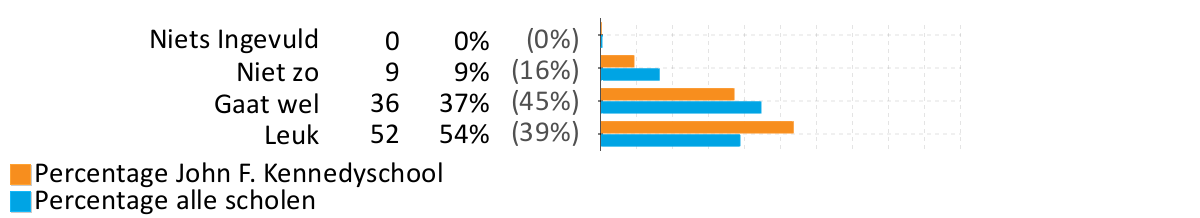 Niets Ingevuld 0 0% (0%)
Niet zo 9 9% (16%)
Gaat wel 36 37% (45%)
Leuk 52 54% (39%)
Percentage John F. Kennedyschool
Percentage alle scholen